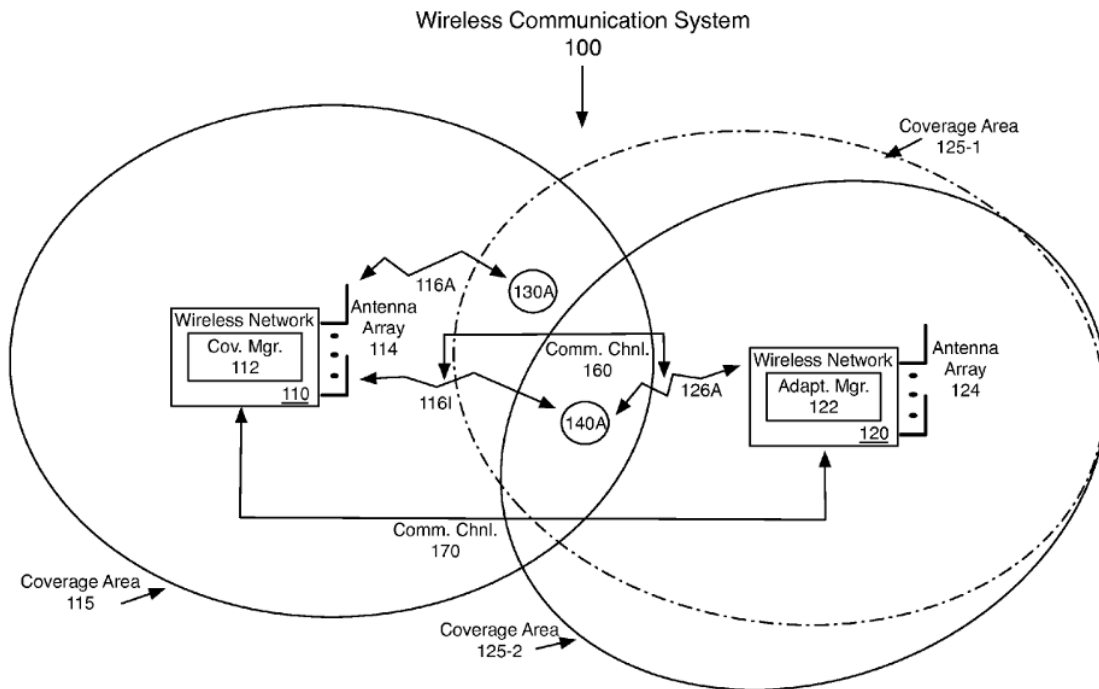 Wireless Communication System
100
Coverage Area
125-1
116A
130A
Antenna
Array
114
Wireless Network
Cov. Mgr.
112
110
Comm. Chnl.
160
116I
126A
140A
Wireless Network
Adapt. Mgr.
122
120
Antenna
Array
124
Comm. Chnl.
170
Coverage Area
115
Coverage Area
125-2